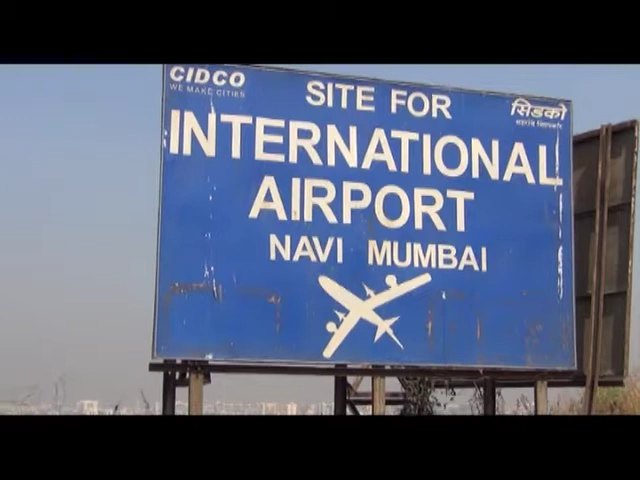 CIDCO
WE MAKE CITIES
सिडको
SITE FOR
INTERNATIONAL
AIRPORT
NAVI MUMBAI